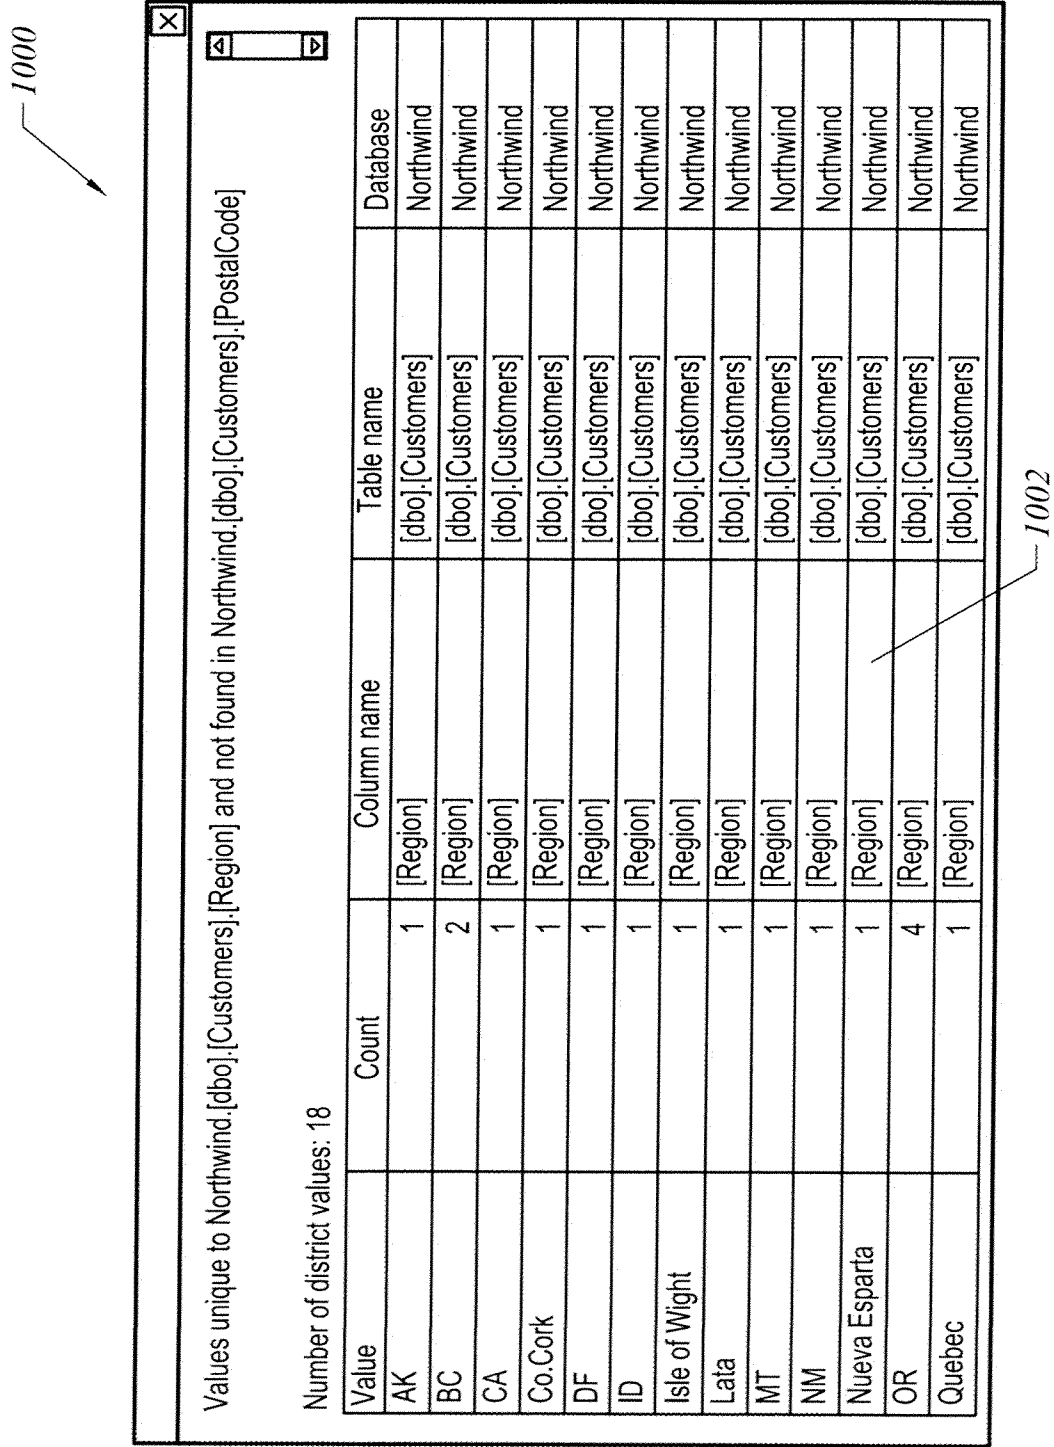 1000
Values unique to Northwind.[dbo].[Customers].[Region] and not found in Northwind.[dbo].[Customers].[PostalCode]
Number of district values: 18
Value Count Column name Table name Database
AK 1 [Region] [dbo].[Customers] Northwind
BC 2 [Region] [dbo].[Customers] Northwind
CA 1 [Region] [dbo].[Customers] Northwind
Co.Cork 1 [Region] [dbo].[Customers] Northwind
DF 1 [Region] [dbo].[Customers] Northwind
ID 1 [Region] [dbo].[Customers] Northwind
Isle of Wight 1 [Region] [dbo].[Customers] Northwind
Lata 1 [Region] [dbo].[Customers] Northwind
MT 1 [Region] [dbo].[Customers] Northwind
NM 1 [Region] [dbo].[Customers] Northwind
Nueva Esparta 1 [Region] [dbo].[Customers] Northwind
OR 4 [Region] [dbo].[Customers] Northwind
Quebec 1 [Region] [dbo].[Customers] Northwind
1002